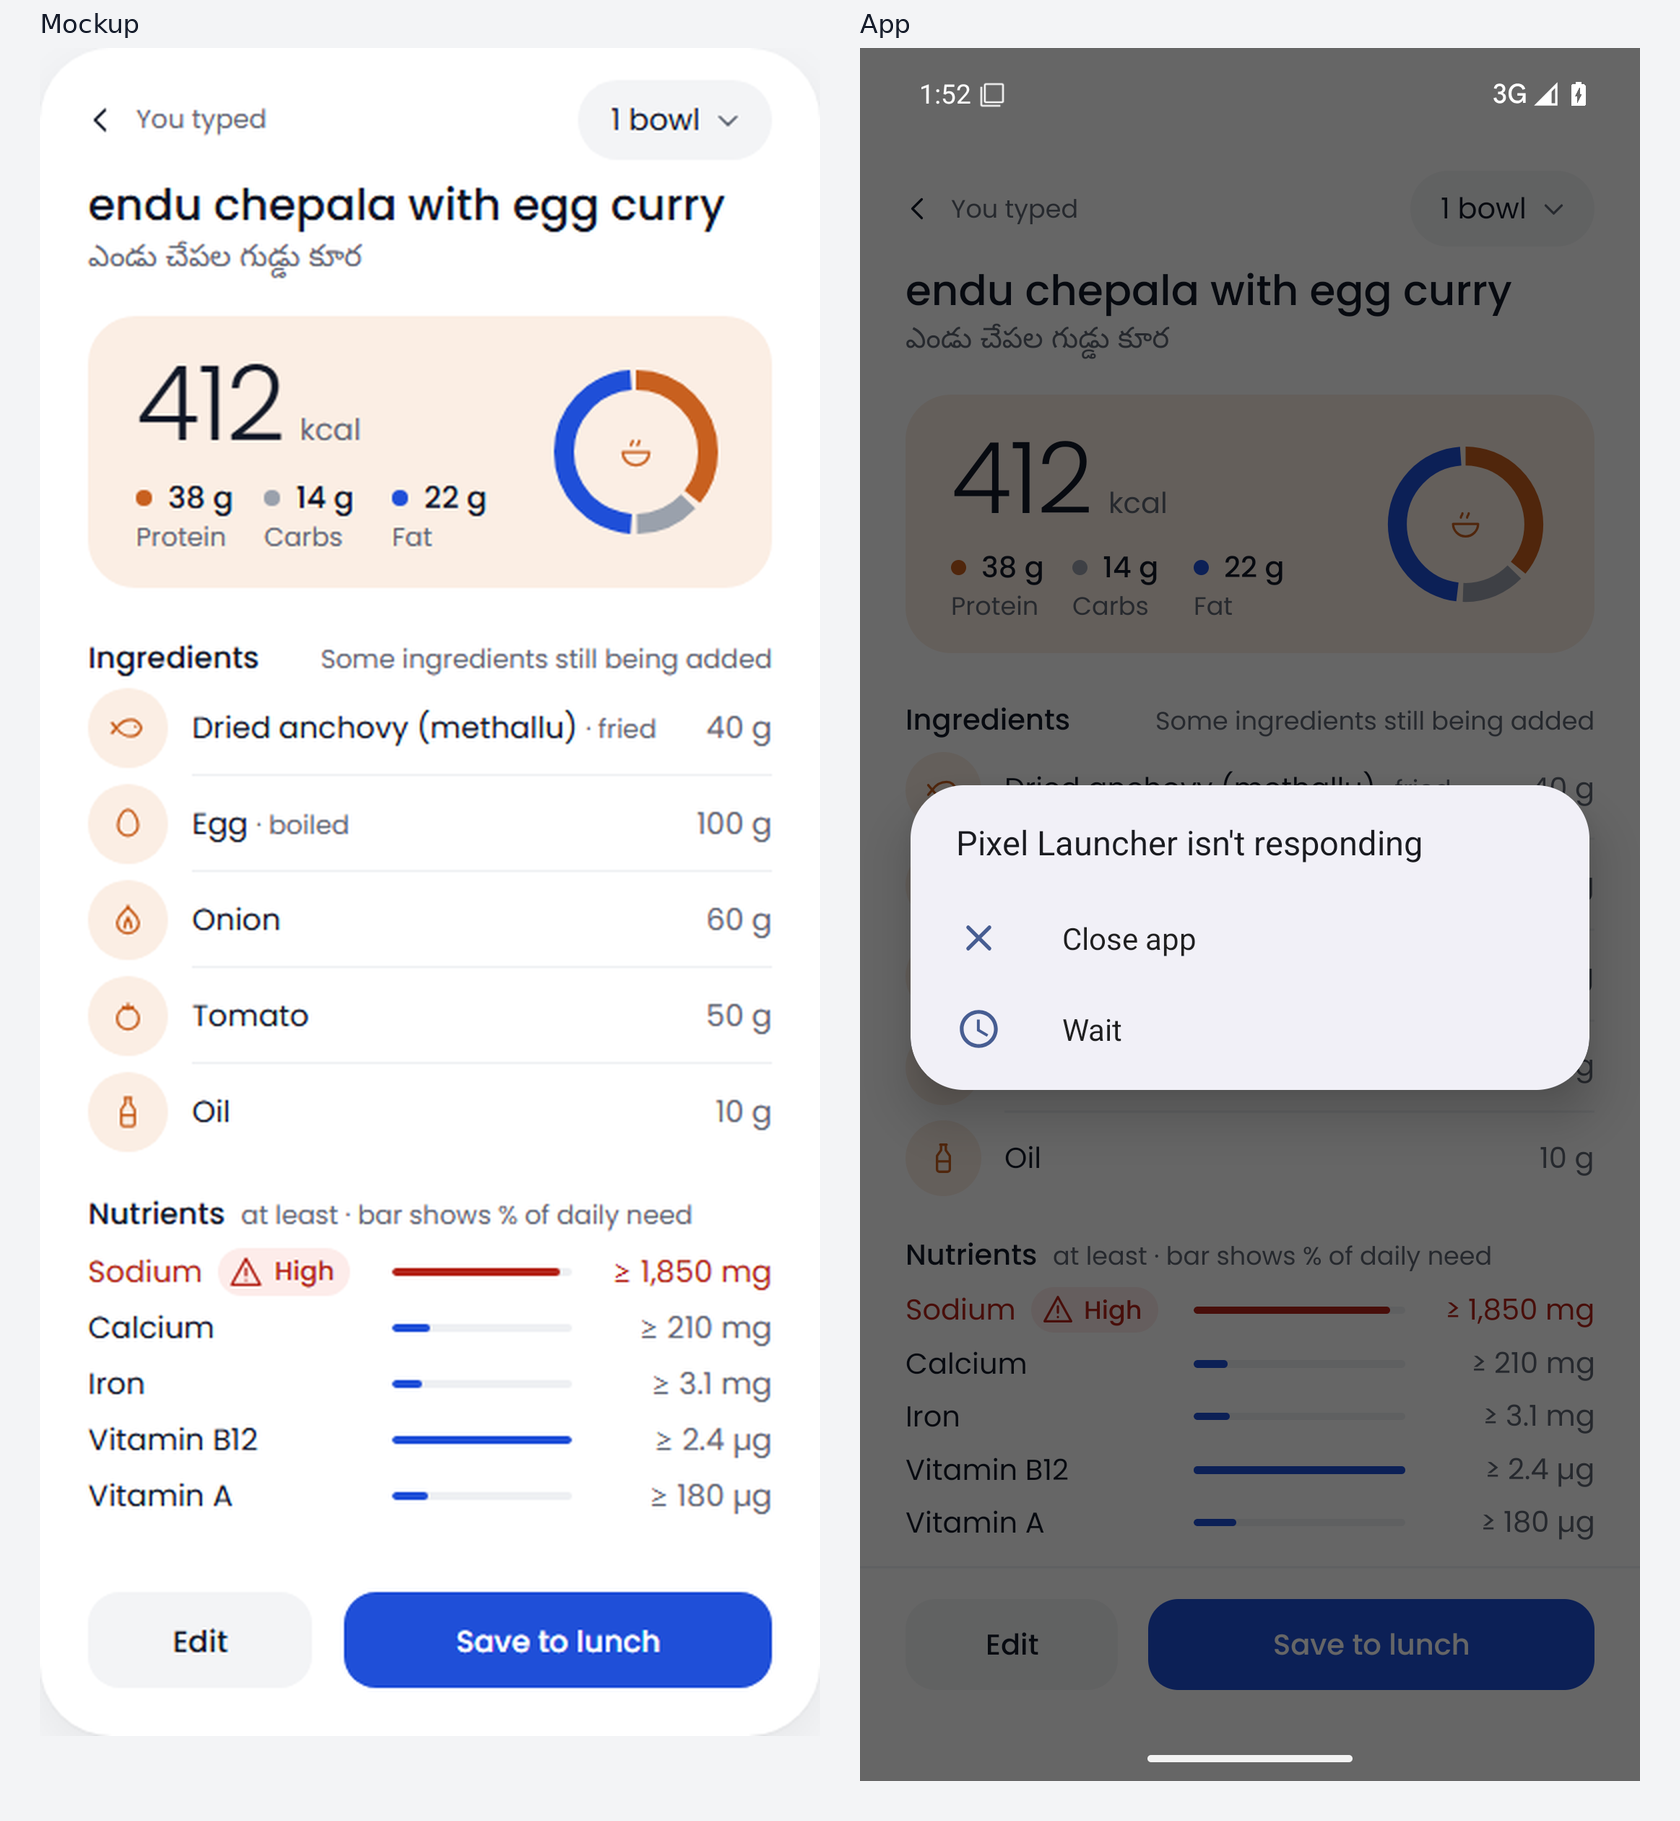 Mockup
You typed
1 bowl
endu chepala with egg curry
ఎండు చేపల గుడ్డు కూర
412 kcal
38 g 14 g 22 g
Protein Carbs Fat
Ingredients Some ingredients still being added
Dried anchovy (methallu) · fried 40 g
Egg · boiled 100 g
Onion 60 g
Tomato 50 g
Oil 10 g
Nutrients at least · bar shows % of daily need
Sodium High ≥ 1,850 mg
Calcium ≥ 210 mg
Iron ≥ 3.1 mg
Vitamin B12 ≥ 2.4 µg
Vitamin A ≥ 180 µg
Edit Save to lunch
App
1:52 3G
You typed
1 bowl
endu chepala with egg curry
ఎండు చేపల గుడ్డు కూర
412 kcal
38 g 14 g 22 g
Protein Carbs Fat
Ingredients Some ingredients still being added
Dried anchovy (methallu) fried 40 g
Pixel Launcher isn't responding
Close app
Wait
Oil 10 g
Nutrients at least · bar shows % of daily need
Sodium High ≥ 1,850 mg
Calcium ≥ 210 mg
Iron ≥ 3.1 mg
Vitamin B12 ≥ 2.4 µg
Vitamin A ≥ 180 µg
Edit Save to lunch